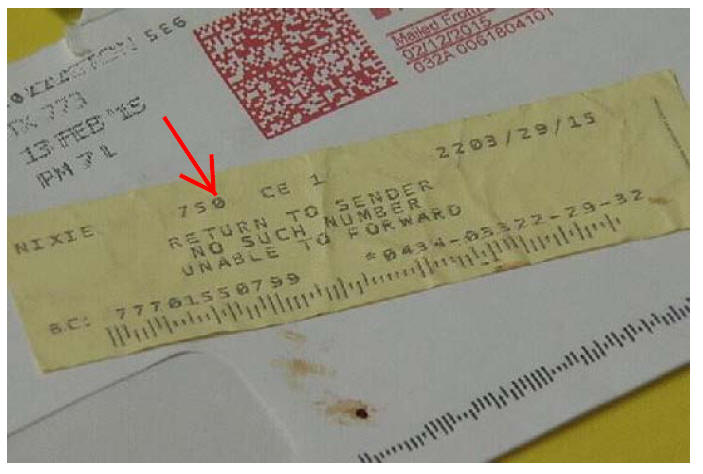 TX 773
13 FEB '15
PM 7 L
Mailed From
02/12/2015
032A 0061804101
NIXIE 750 CE 1 2203/29/15
RETURN TO SENDER
NO SUCH NUMBER
UNABLE TO FORWARD
BC: 77701550799 *0434-03322-29-32